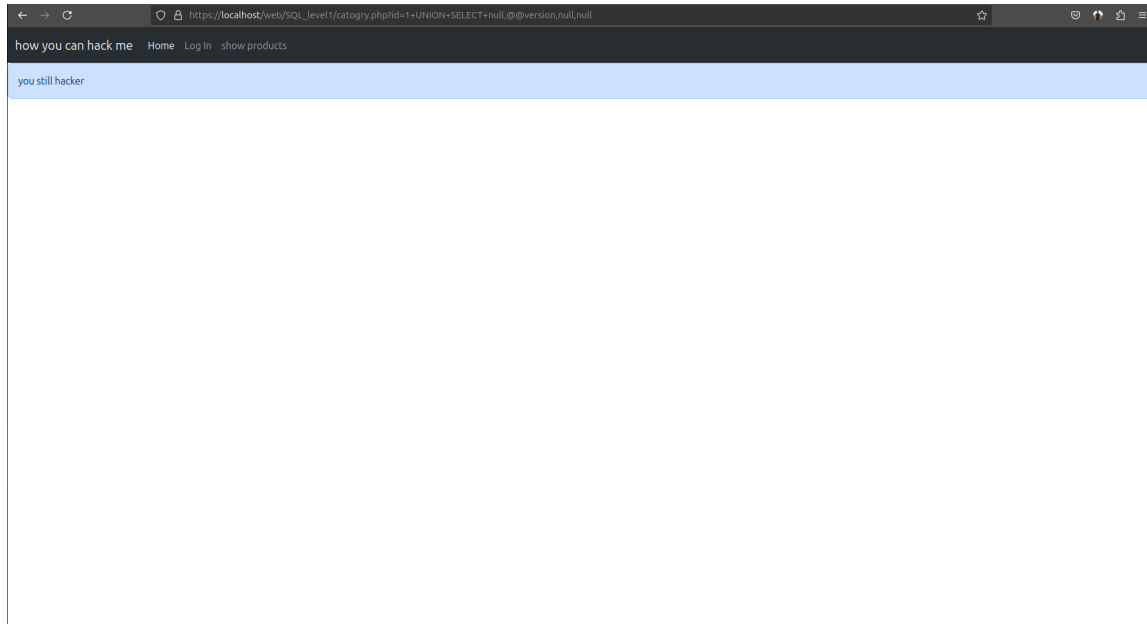 https://localhost/web/SQL_level1/catogry.php?id=1+UNION+SELECT+null,@@version,null,null
how you can hack me Home Log In show products
you still hacker